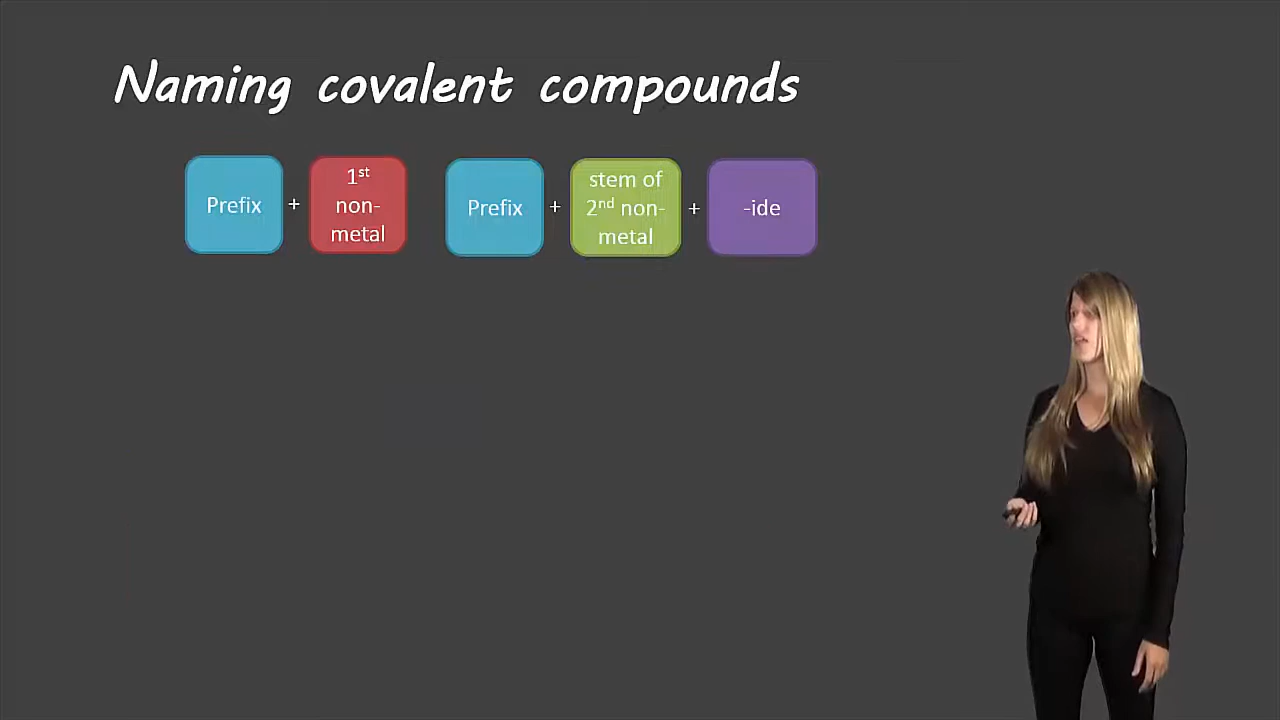 Naming covalent compounds
Prefix + 1st non-metal Prefix + stem of 2nd non-metal + -ide